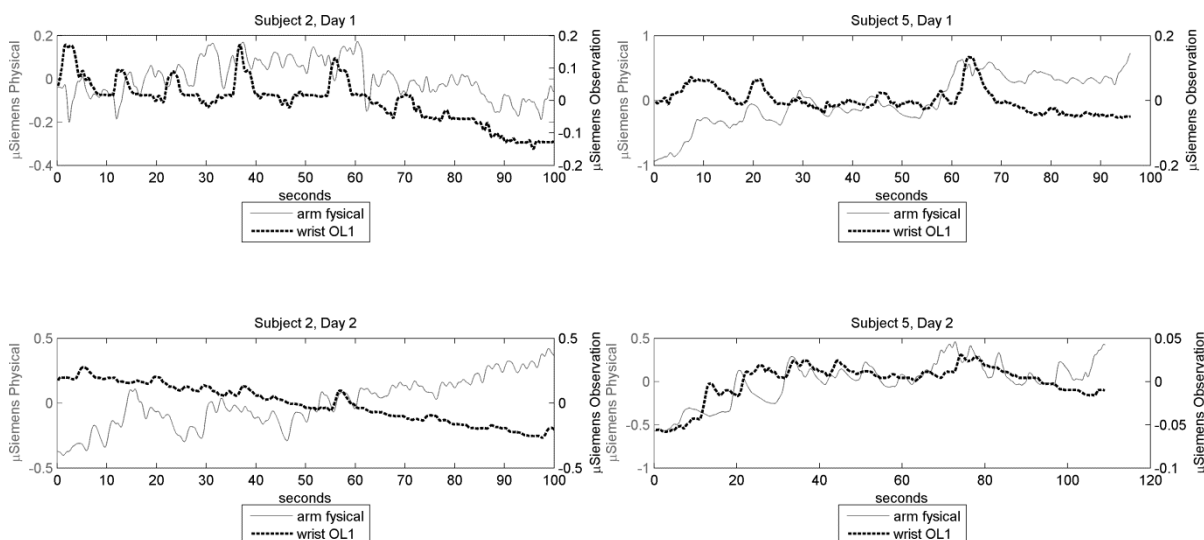 Subject 2, Day 1
μSiemens Physical
0.2
0
-0.2
-0.4
μSiemens Observation
0.2
0.1
0
-0.1
-0.2
0 10 20 30 40 50 60 70 80 90 100
seconds
arm fysical
wrist OL1
Subject 5, Day 1
μSiemens Physical
1
0
-1
μSiemens Observation
0.2
0
-0.2
0 10 20 30 40 50 60 70 80 90 100
seconds
arm fysical
wrist OL1
Subject 2, Day 2
μSiemens Physical
0.5
0
-0.5
μSiemens Observation
0.5
0
-0.5
0 10 20 30 40 50 60 70 80 90 100
seconds
arm fysical
wrist OL1
Subject 5, Day 2
μSiemens Physical
0.5
0
-0.5
-1
μSiemens Observation
0.05
0
-0.05
-0.1
0 20 40 60 80 100 120
seconds
arm fysical
wrist OL1